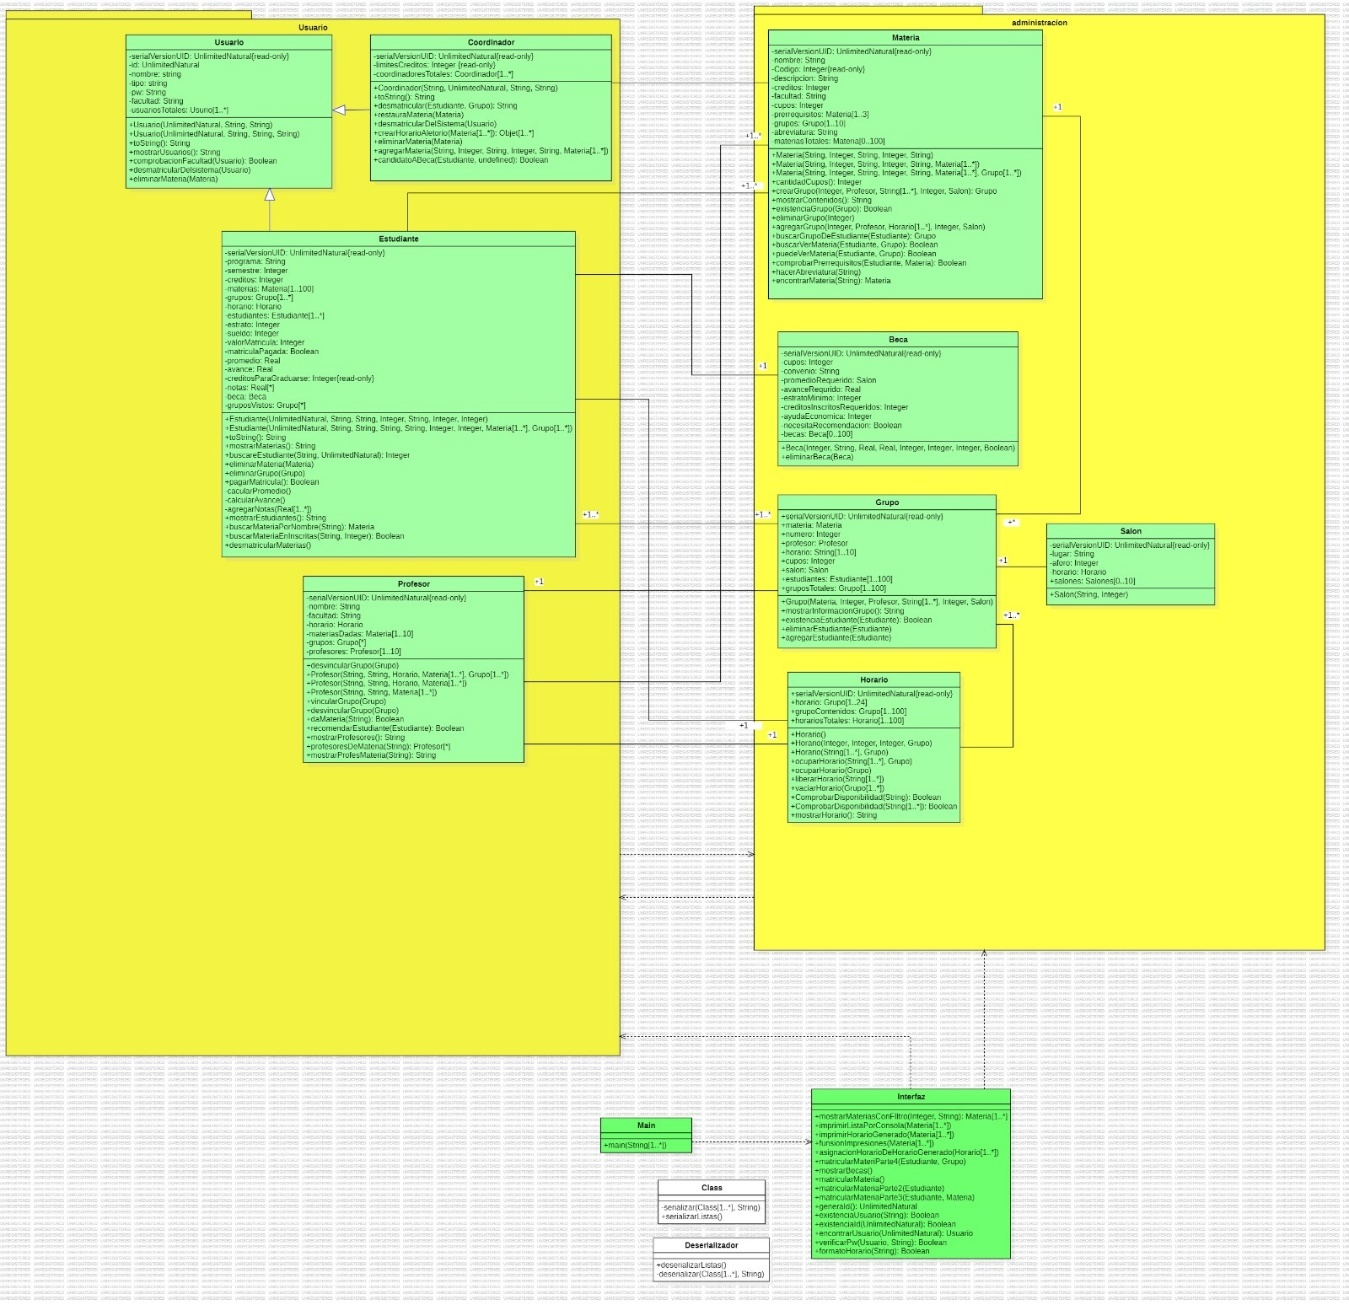 Usuario
Usuario
-serialVersionUID: UnlimitedNatural{read-only}
-id: UnlimitedNatural
-nombre: string
-tipo: string
-pw: String
-facultad: String
-usuariosTotales: Usurio[1..*]
+Usuario(UnlimitedNatural, String, String)
+Usuario(UnlimirtedNatural, String, String, String)
+toString(): String
+mostrarUsuanos(): String
+comprobacionFacultad(Usuario): Boolean
+desmatricularDelsistema(Usuario)
+eliminarMateria(Materia)
Coordinador
-serialVersionUID: UnlimitedNatural{read-only}
-limitesCreditos: Integer {read-only}
-coordinadoresTotales: Coordinador[1..*]
+Coordinador(String, UnlimitedNatural, String, String)
+toString(): String
+desmatricular(Estudiante, Grupo): String
+restauraMateria(Materia)
+desmatricularDelSistema(Usuario)
+crearHorarioAletorio(Materia[1..*]): Objet[1..*]
+eliminarMateria(Materia)
+agregarMateria(String, Integer, String, Integer, String, Materia[1..*])
+candidatoABeca(Estudiante, undefined): Boolean
Estudiante
-serialVersionUID: UnlimitedNatural{read-only}
-programa: String
-semestre: Integer
-creditos: Integer
-materias: Materia[1..100]
-grupos: Grupo[1..*]
-horario: Horario
-estudiantes: Estudiante[1..*]
-estrato: Integer
-sueldo: Integer
-valorMatricula: Integer
-matriculaPagada: Boolean
-promedio: Real
-avance: Real
-creditosParaGraduarse: Integer{read-only}
-notas: Real[*]
-beca: Beca
-gruposVistos: Grupo[*]
+Estudiante(UnlimitedNatural, String, String, Integer, String, Integer, Integer)
+Estudiante(UnlimitedNatural, String, String, String, String, Integer, Integer, Materia[1..*], Grupo[1..*])
+toString(): String
+mostrarMaterias(): String
+buscareEstudiante(String, UnlimitedNatural): Integer
+eliminarMateria(Materia)
+eliminarGrupo(Grupo)
+pagarMatricula(): Boolean
-cacularPromedio()
-calcularAvance()
-agregarNotas(Real[1..*])
+mostrarEstudiantes(): String
+buscarMateriaPorNombre(String): Materia
+buscarMateriaEnInscritas(String, Integer): Boolean
+desmatricularMaterias()
Profesor
-serialVersionUID: UnlimitedNatural{read-only}
-nombre: String
-facultad: String
-horario: Horario
-materiasDadas: Materia[1..10]
-grupos: Grupo[*]
-profesores: Profesor[1..10]
+desvincularGrupo(Grupo)
+Profesor(String, String, Horario, Materia[1..*], Grupo[1..*])
+Profesor(String, String, Horario, Materia[1..*])
+Profesor(String, String, Materia[1..*])
+vincularGrupo(Grupo)
+desvincularGrupo(Grupo)
+daMateria(String): Boolean
+recomendarEstudiante(Estudiante): Boolean
+mostrarProfesores(): String
+profesoresDeMateria(String): Profesor[*]
+mostrarProfesMateria(String): String
administracion
Materia
-serialVersionUID: UnlimitedNatural{read-only}
-nombre: String
-Codigo: Integer{read-only}
-descripcion: String
-creditos: Integer
-facultad: String
-cupos: Integer
-prerrequisitos: Materia[1..3]
-grupos: Grupo[1..10]
-abreviatura: String
materiasTotales: Materia[0..100]
+Materia(String, Integer, String, Integer, String)
+Materia(String, Integer, String, Integer, String, Materia[1..*])
+Materia(String, Integer, String, Integer, String, Materia[1..*], Grupo[1..*])
+cantidadCupos(): Integer
+crearGrupo(Integer, Profesor, String[1..*], Integer, Salon): Grupo
+mostrarContenidos(): String
+existenciaGrupo(Grupo): Boolean
+eliminarGrupo(Integer)
+agregarGrupo(Integer, Profesor, Horario[1..*], Integer, Salon)
+buscarGrupoDeEstudiante(Estudiante): Grupo
+buscarVerMateria(Estudiante, Grupo): Boolean
+puedeVerMateria(Estudiante, Grupo): Boolean
+comprobarPrerrequisitos(Estudiante, Materia): Boolean
+hacerAbreviatura(String)
+encontrarMateria(String): Materia
+1
+1..*
+1..*
Beca
-serialVersionUID: UnlimitedNatural{read-only}
-cupos: Integer
-convenio: String
-promedioRequerido: Salon
-avanceRequrido: Real
-estratoMinimo: Integer
-creditosInscritosRequeridos: Integer
-ayudaEconomica: Integer
-necesitaRecomendacion: Boolean
-becas: Beca[0..100]
+Beca(Integer, String, Real, Real, Integer, Integer, Integer, Boolean)
+eliminarBeca(Beca)
+1
Grupo
+serialVersionUID: UnlimitedNatural{read-only}
+materia: Materia
+numero: Integer
+profesor: Profesor
+horario: String[1..10]
+cupos: Integer
+salon: Salon
+estudiantes: Estudiante[1..100]
+gruposTotales: Grupo[1..100]
+Grupo(Materia, Integer, Profesor, String[1..*], Integer, Salon)
+mostrarInformacionGrupo(): String
+existenciaEstudiante(Estudiante): Boolean
+eliminarEstudiante(Estudiante)
+agregarEstudiante(Estudiante)
+1..*
+1..*
+*
+1
+1..*
+1
Salon
-serialVersionUID: UnlimitedNatural{read-only}
-lugar: String
-aforo: Integer
-horario: Horario
+salones: Salones[0..10]
+Salon(String, Integer)
Horario
+serialVersionUID: UnlimitedNatural{read-only}
+horario: Grupo[1..24]
+grupoContenidos: Grupo[1..100]
+horariosTotales: Horario[1..100]
+Horario()
+Horario(Integer, Integer, Integer, Grupo)
+Horario(String[1..*], Grupo)
+ocuparHorario(String[1..*], Grupo)
+ocuparHorario(Grupo)
+liberarHorario(String[1..*])
+vaciarHorario(Grupo[1..*])
+ComprobarDisponibilidad(String): Boolean
+ComprobarDisponibilidad(String[1..*]): Boolean
+mostrarHorario(): String
+1
+1
Main
+main(String[1..*])
Class
-serializar(Class[1..*], String)
+serializarListas()
Deserializador
+deserializarListas()
-deserializar(Class[1..*], String)
Interfaz
+mostrarMateriasConFiltro(Integer, String): Materia[1..*]
+imprimirListaPorConsola(Materia[1..*])
+imprimirHorarioGenerado(Materia[1..*])
+funsionImpresiones(Materia[1..*])
+asignacionHorarioDeHorarioGenerado(Horario[1..*])
+matricularMateriParte4(Estudiante, Grupo)
+mostrarBecas()
+matricularMateria()
+matricularMateriaParte2(Estudiante)
+matricularMateriaParte3(Estudiante, Materia)
+generaId(): UnlimitedNatural
+existenciaUsuario(String): Boolean
+existenciaId(UnlimitedNatural): Boolean
+encontrarUsuario(UnlimitedNatural): Usuario
+verificarPw(Usuario, String): Boolean
+formatoHorario(String): Boolean